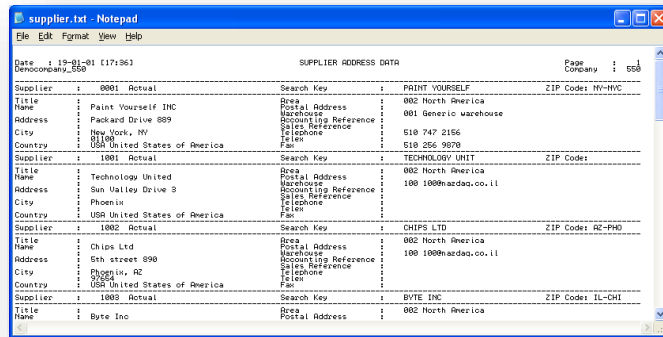 supplier.txt - Notepad
File Edit Format View Help
Date : 19-01-01 [17:36] SUPPLIER ADDRESS DATA Page : 1
Democompany_550 Company : 550
Supplier : 0001 Actual Search Key : PAINT YOURSELF ZIP Code: NY-NYC
Title : Area : 002 North America
Name : Paint Yourself INC Postal Address :
Warehouse : 001 Generic warehouse
Address : Packard Drive 889 Accounting Reference :
Sales Reference :
City : New York, NY Telephone : 510 747 2156
: 01100 Telex :
Country : USA United States of America Fax : 510 256 9870
Supplier : 1001 Actual Search Key : TECHNOLOGY UNIT ZIP Code:
Title : Area : 002 North America
Name : Technology United Postal Address :
Warehouse : 100 1000nazdaq.co.il
Address : Sun Valley Drive 3 Accounting Reference :
Sales Reference :
City : Phoenix Telephone :
: Telex :
Country : USA United States of America Fax :
Supplier : 1002 Actual Search Key : CHIPS LTD ZIP Code: AZ-PHO
Title : Area : 002 North America
Name : Chips Ltd Postal Address :
Warehouse : 100 1000nazdaq.co.il
Address : 5th street 890 Accounting Reference :
Sales Reference :
City : Phoenix, AZ Telephone :
: 97654 Telex :
Country : USA United States of America Fax :
Supplier : 1003 Actual Search Key : BYTE INC ZIP Code: IL-CHI
Title : Area : 002 North America
Name : Byte Inc Postal Address :